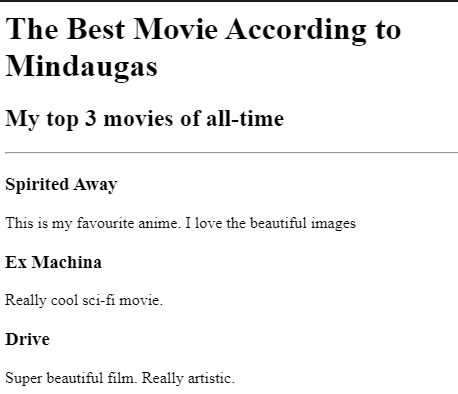 The Best Movie According to
Mindaugas
My top 3 movies of all-time
Spirited Away
This is my favourite anime. I love the beautiful images
Ex Machina
Really cool sci-fi movie.
Drive
Super beautiful film. Really artistic.